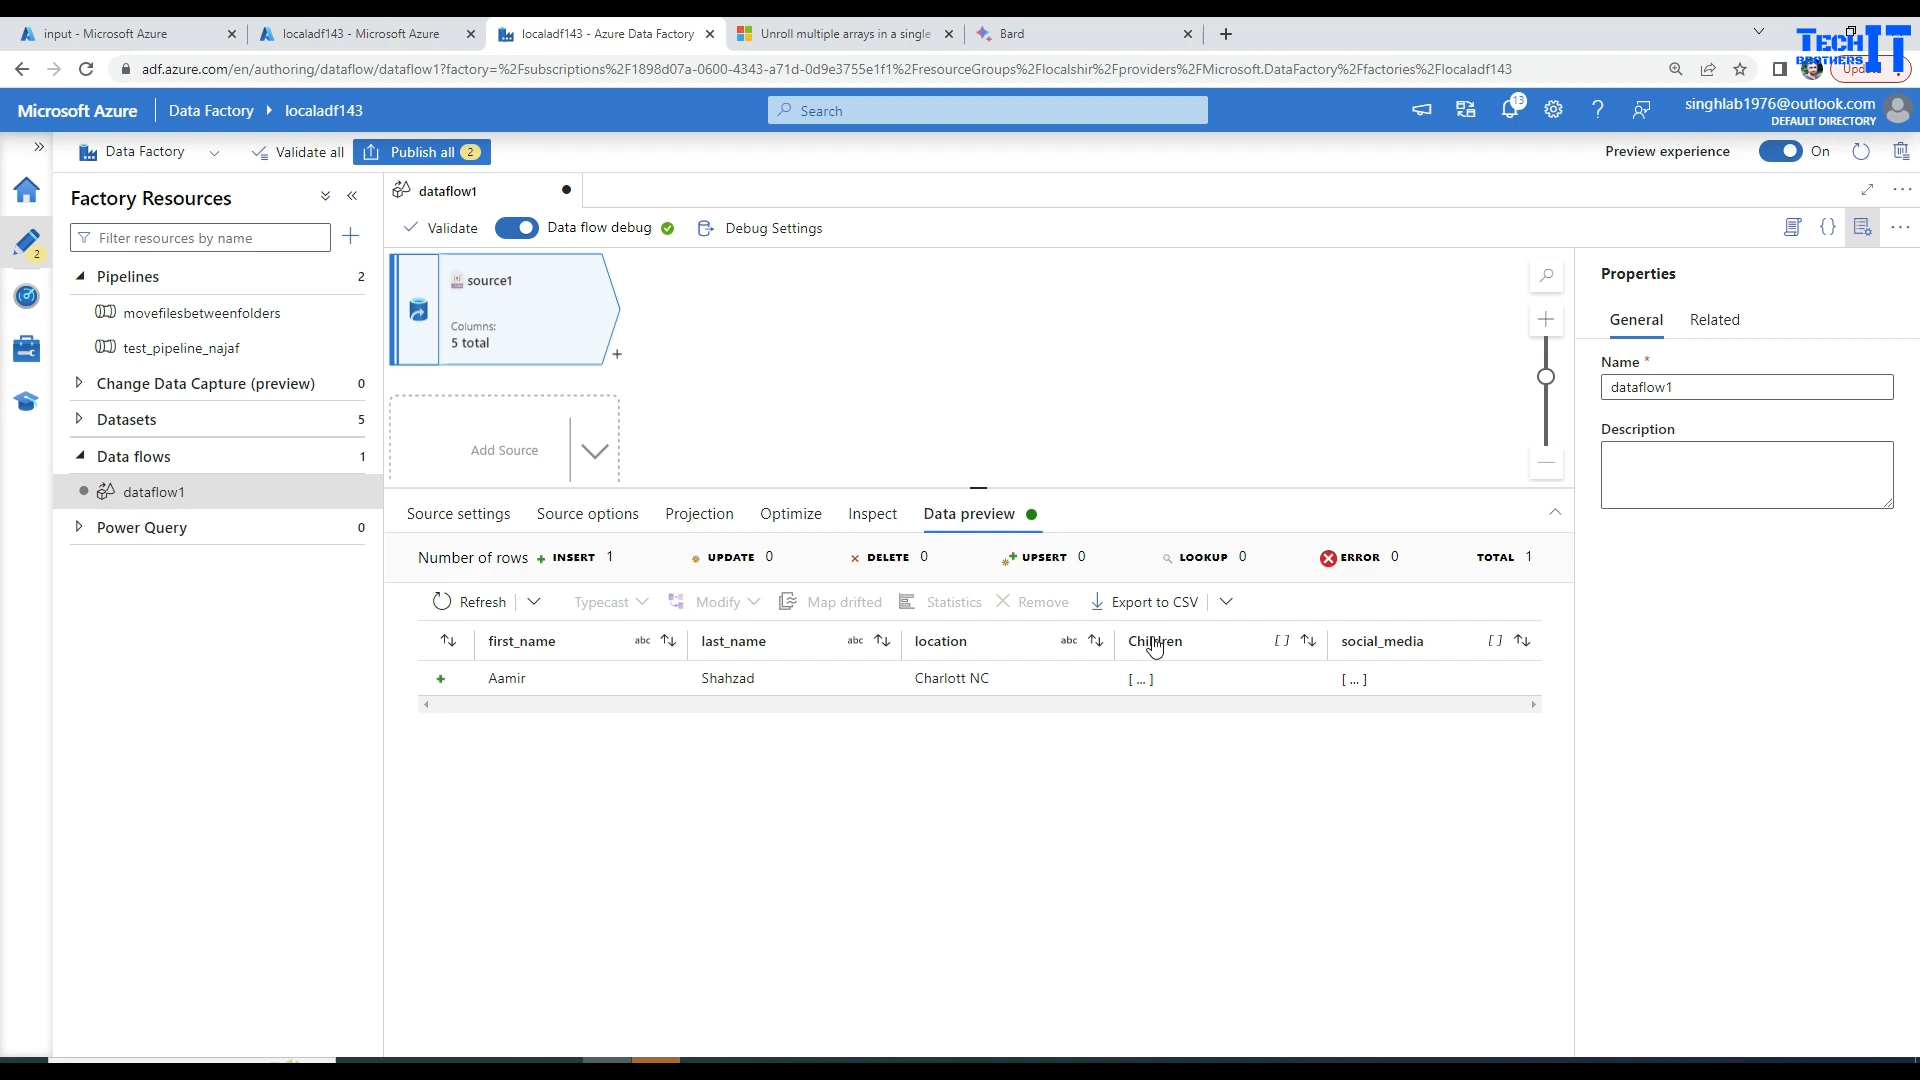 input - Microsoft Azure
localadf143 - Microsoft Azure
localadf143 - Azure Data Factory
Unroll multiple arrays in a single
Bard
TECH IT
BROTHERS
adf.azure.com/en/authoring/dataflow/dataflow1?factory=%2Fsubscriptions%2F1898d07a-0600-4343-a71d-0d9e3755e1f1%2FresourceGroups%2Flocalshir%2Fproviders%2FMicrosoft.DataFactory%2Ffactories%2Flocaladf143
Microsoft Azure
Data Factory
localadf143
Search
13
singhlab1976@outlook.com
DEFAULT DIRECTORY
Data Factory
Validate all
Publish all 2
Preview experience
On
Factory Resources
dataflow1
Filter resources by name
Validate
Data flow debug
Debug Settings
2
Pipelines 2
movefilesbetweenfolders
test_pipeline_najaf
Change Data Capture (preview) 0
Datasets 5
Data flows 1
dataflow1
Power Query 0
source1
Columns:
5 total
Add Source
Properties
General
Related
Name *
dataflow1
Description
Source settings
Source options
Projection
Optimize
Inspect
Data preview
Number of rows
INSERT 1
UPDATE 0
DELETE 0
UPSERT 0
LOOKUP 0
ERROR 0
TOTAL 1
Refresh
Typecast
Modify
Map drifted
Statistics
Remove
Export to CSV
first_name abc
last_name abc
location abc
Children []
social_media []
Aamir
Shahzad
Charlott NC
[ ... ]
[ ... ]